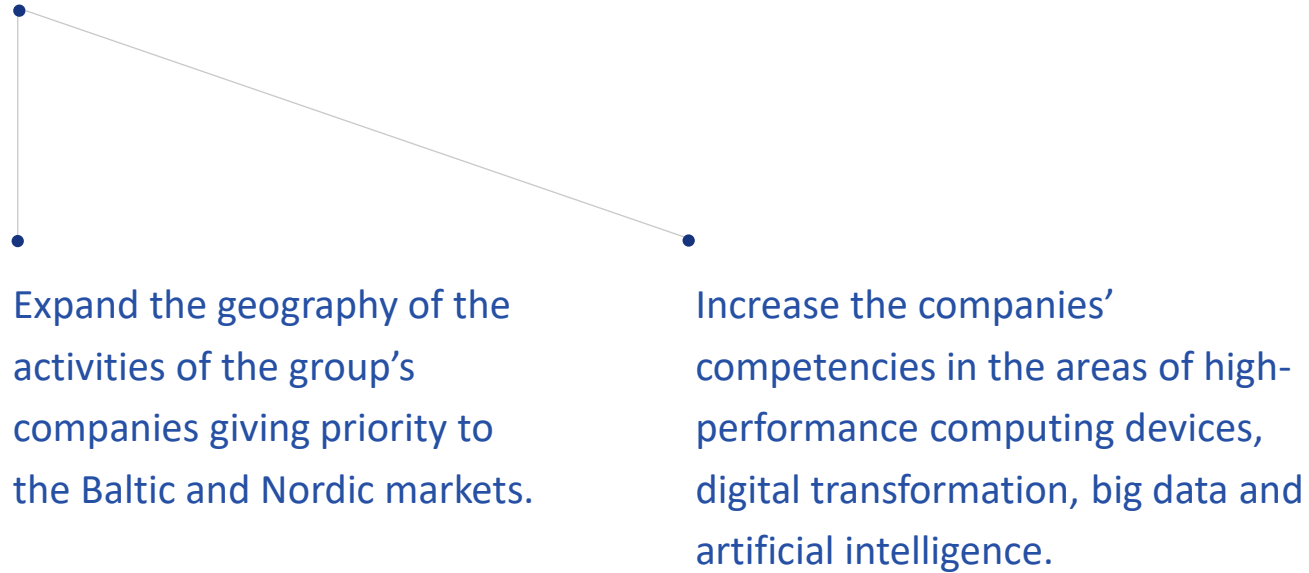 Expand the geography of the
activities of the group’s
companies giving priority to
the Baltic and Nordic markets.
Increase the companies’
competencies in the areas of high-
performance computing devices,
digital transformation, big data and
artificial intelligence.